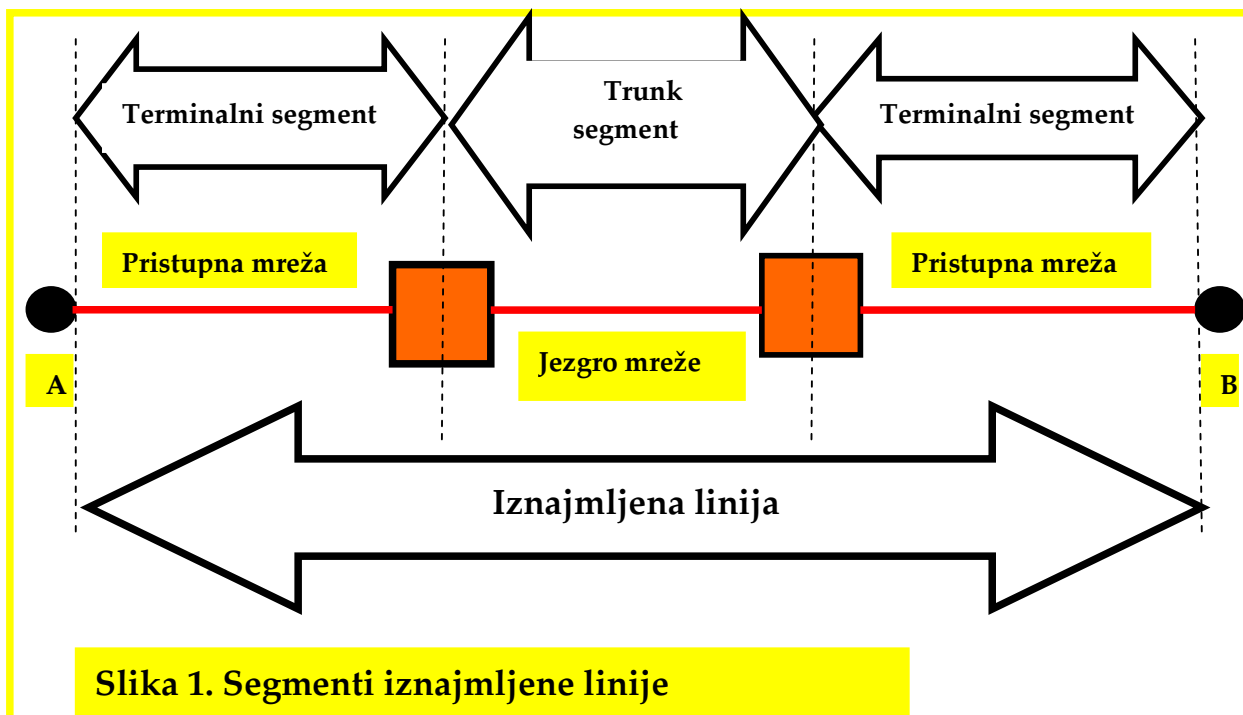 Terminalni segment
Trunk
segment
Terminalni segment
Pristupna mreža
Pristupna mreža
Jezgro mreže
A
B
Iznajmljena linija
Slika 1. Segmenti iznajmljene linije